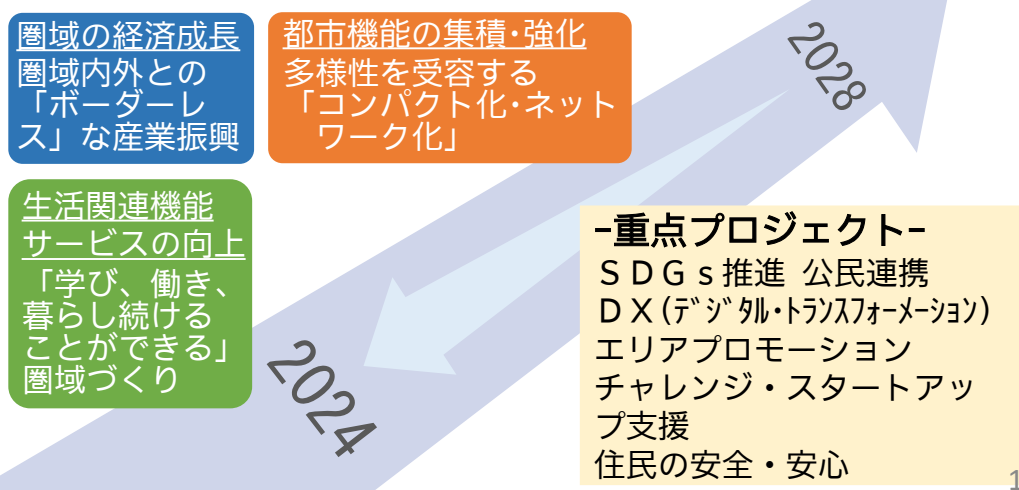 圏域の経済成長
圏域内外との
「ボーダーレ
ス」な産業振興
都市機能の集積・強化
多様性を受容する
「コンパクト化・ネット
ワーク化」
生活関連機能
サービスの向上
「学び、働き、
暮らし続ける
ことができる」
圏域づくり
2028
2024
-重点プロジェクト-
ＳＤＧｓ推進 公民連携
ＤＸ(ﾃﾞｼﾞﾀﾙ・ﾄﾗﾝｽﾌｫｰﾒｰｼｮﾝ)
エリアプロモーション
チャレンジ・スタートアッ
プ支援
住民の安全・安心
1